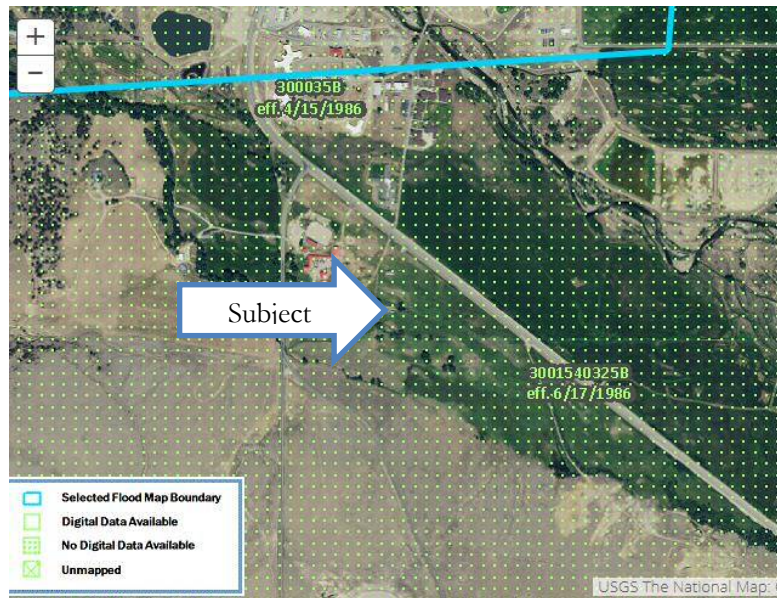 +
−
300035B
eff. 4/15/1986
Subject
3001540325B
eff. 6/17/1986
Selected Flood Map Boundary
Digital Data Available
No Digital Data Available
Unmapped
USGS The National Map: